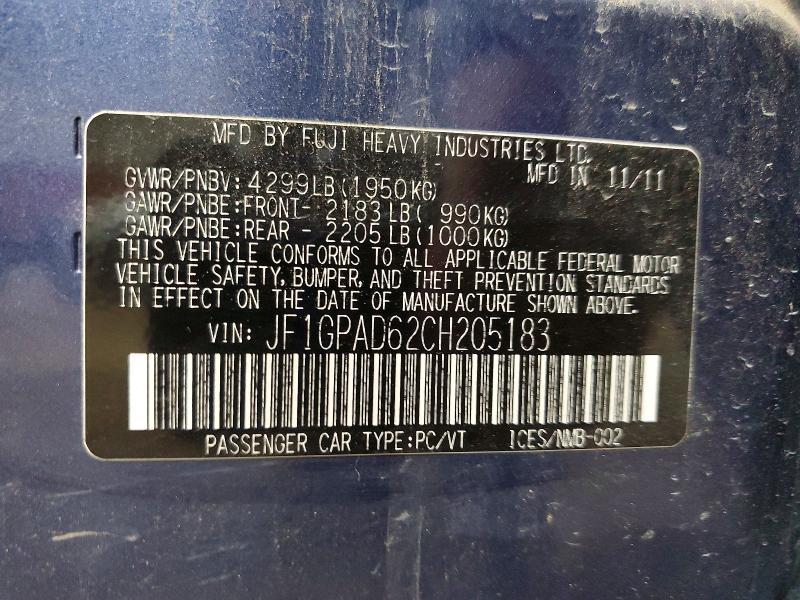 MFD BY FUJI HEAVY INDUSTRIES LTD.
MFD IN 11/11
GVWR/PNBV: 4299LB (1950KG)
GAWR/PNBE:FRONT- 2183 LB ( 990KG)
GAWR/PNBE:REAR - 2205 LB (1000KG)
THIS VEHICLE CONFORMS TO ALL APPLICABLE FEDERAL MOTOR
VEHICLE SAFETY, BUMPER, AND THEFT PREVENTION STANDARDS
IN EFFECT ON THE DATE OF MANUFACTURE SHOWN ABOVE.
VIN: JF1GPAD62CH205183
PASSENGER CAR TYPE:PC/VT ICES/NMB-002